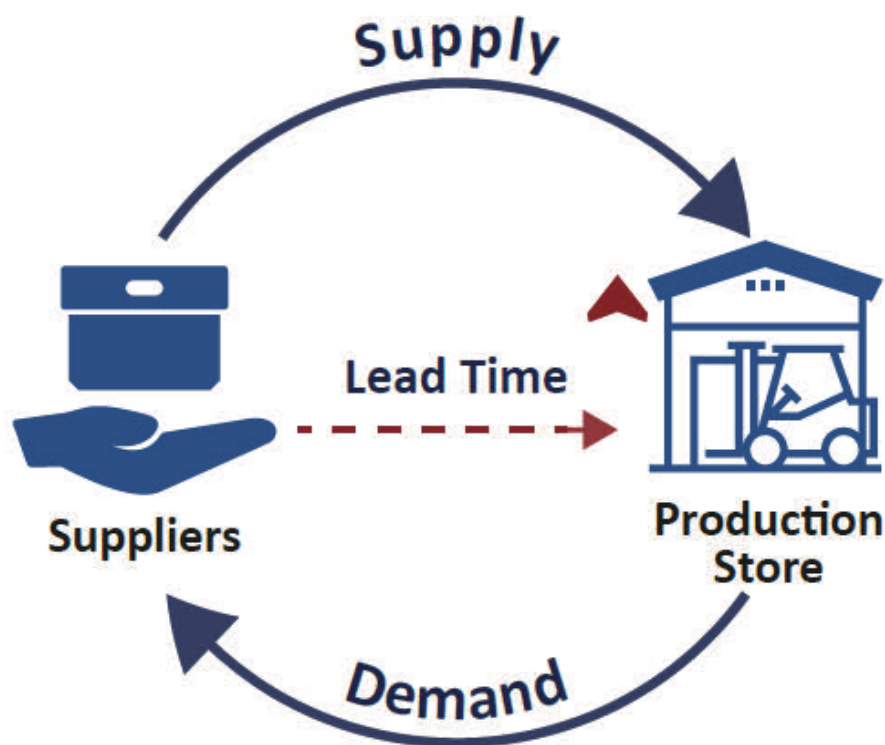 Supply
Lead Time
Suppliers
Production
Store
Demand